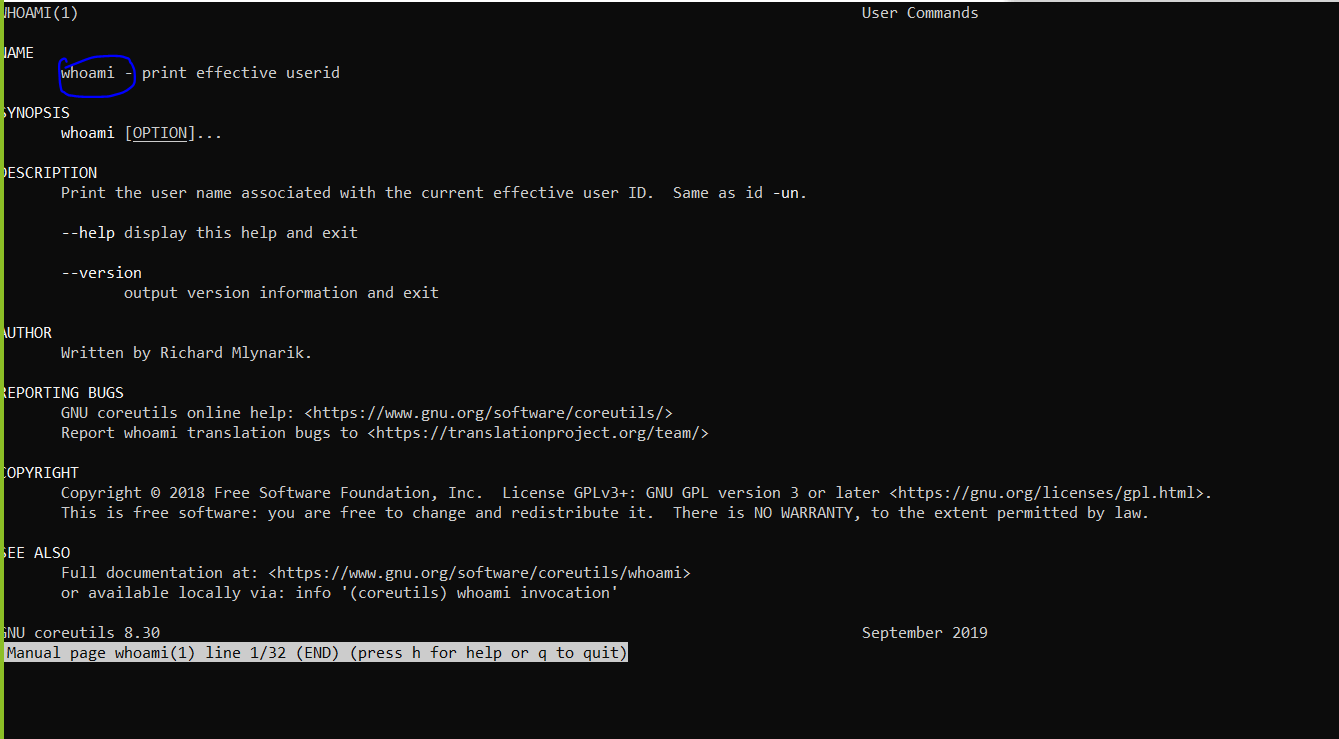 WHOAMI(1) User Commands
NAME
whoami - print effective userid
SYNOPSIS
whoami [OPTION]...
DESCRIPTION
Print the user name associated with the current effective user ID.  Same as id -un.
--help display this help and exit
--version
output version information and exit
AUTHOR
Written by Richard Mlynarik.
REPORTING BUGS
GNU coreutils online help: <https://www.gnu.org/software/coreutils/>
Report whoami translation bugs to <https://translationproject.org/team/>
COPYRIGHT
Copyright © 2018 Free Software Foundation, Inc.  License GPLv3+: GNU GPL version 3 or later <https://gnu.org/licenses/gpl.html>.
This is free software: you are free to change and redistribute it.  There is NO WARRANTY, to the extent permitted by law.
SEE ALSO
Full documentation at: <https://www.gnu.org/software/coreutils/whoami>
or available locally via: info '(coreutils) whoami invocation'
GNU coreutils 8.30 September 2019
Manual page whoami(1) line 1/32 (END) (press h for help or q to quit)